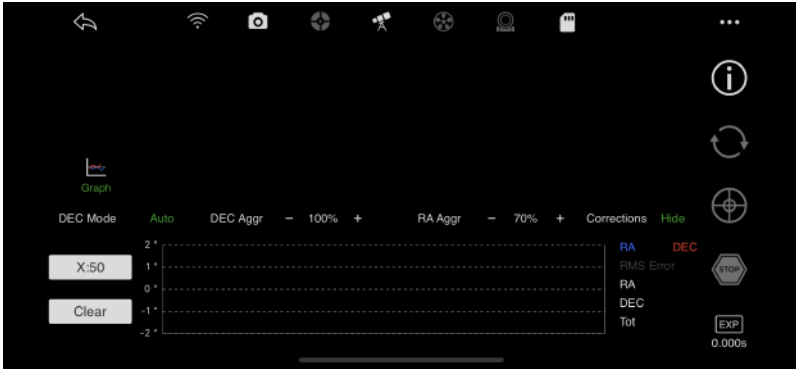 Graph
DEC Mode Auto DEC Aggr − 100% + RA Aggr − 70% + Corrections Hide
X:50
Clear
2 "
1 "
0 "
-1 "
-2 "
RA DEC
RMS Error
RA
DEC
Tot
STOP
EXP
0.000s